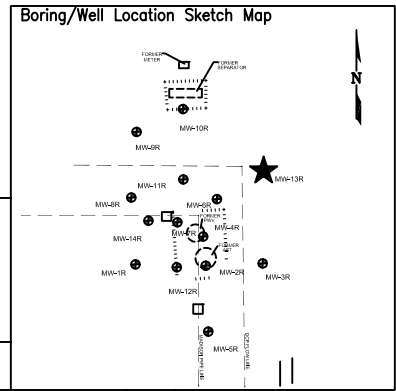 Boring/Well Location Sketch Map
FORMER
METER
FORMER
SEPARATOR
N
MW-10R
MW-9R
MW-11R
MW-13R
MW-8R
MW-6R
FORMER
PWV
MW-7R
MW-4R
MW-14R
FORMER
MW-1R
MW-2R
MW-3R
MW-12R
MW-5R